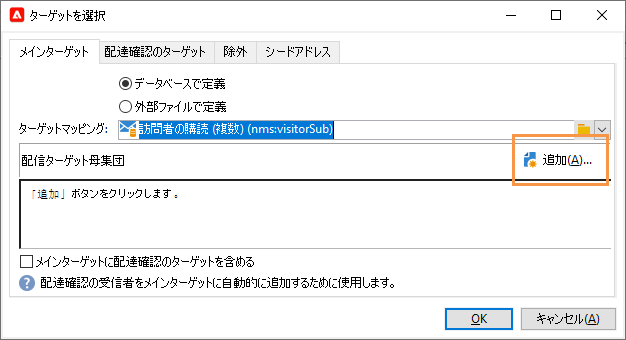 ターゲットを選択
メインターゲット 配達確認のターゲット 除外 シードアドレス
データベースで定義
外部ファイルで定義
ターゲットマッピング: 訪問者の購読 (複数) (nms:visitorSub)
配信ターゲット母集団 追加(A)...
「追加」ボタンをクリックします。
メインターゲットに配達確認のターゲットを含める
配達確認の受信者をメインターゲットに自動的に追加するために使用します。
OK キャンセル(A)